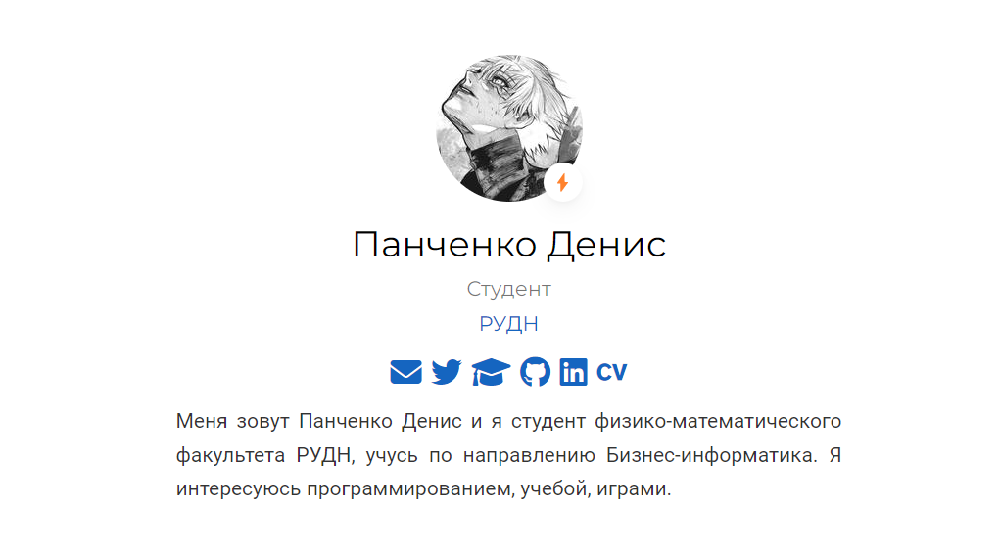 Панченко Денис
Студент
РУДН
CV
Меня зовут Панченко Денис и я студент физико-математического
факультета РУДН, учусь по направлению Бизнес-информатика. Я
интересуюсь программированием, учебой, играми.